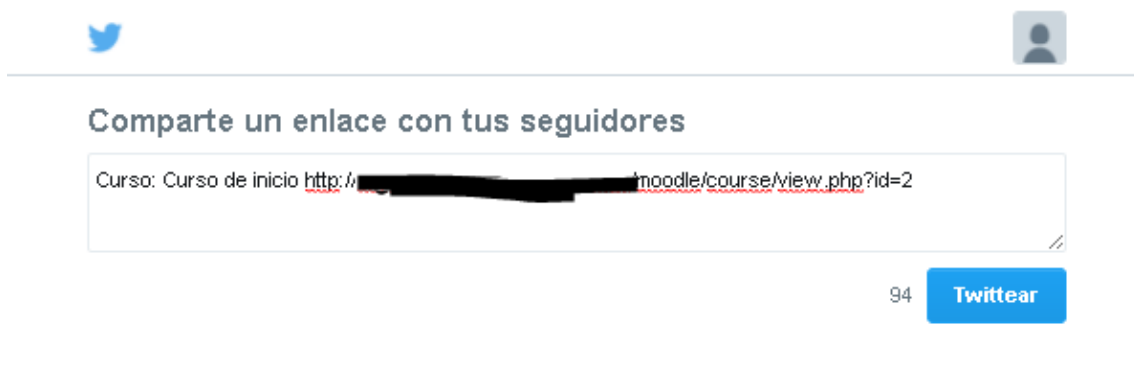 Comparte un enlace con tus seguidores
Curso: Curso de inicio http:// /moodle/course/view.php?id=2
94
Twittear